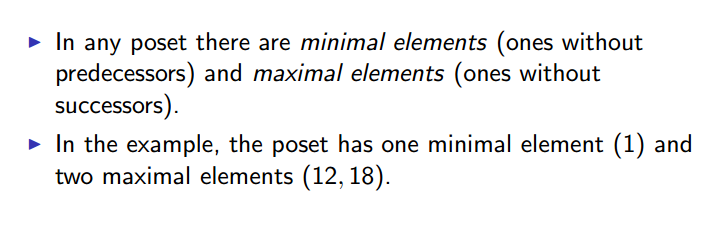 ▶ In any poset there are minimal elements (ones without
predecessors) and maximal elements (ones without
successors).
▶ In the example, the poset has one minimal element (1) and
two maximal elements (12, 18).